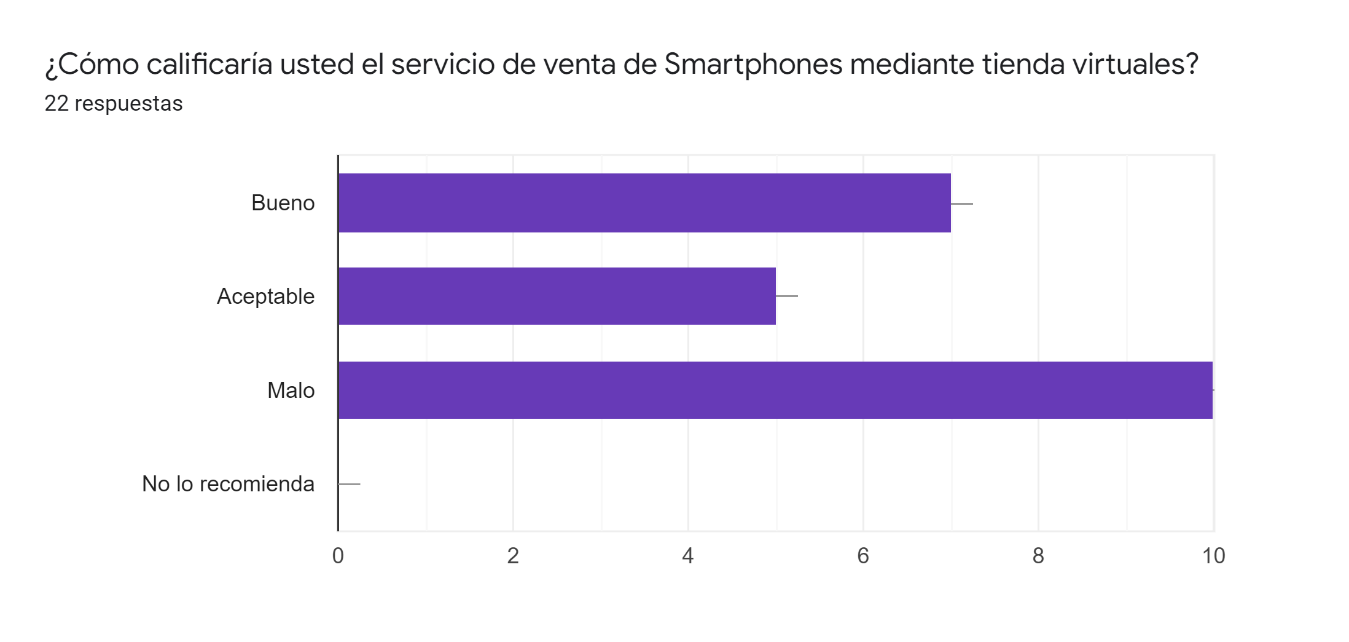 ¿Cómo calificaría usted el servicio de venta de Smartphones mediante tienda virtuales?
22 respuestas
Bueno
Aceptable
Malo
No lo recomienda
0 2 4 6 8 10